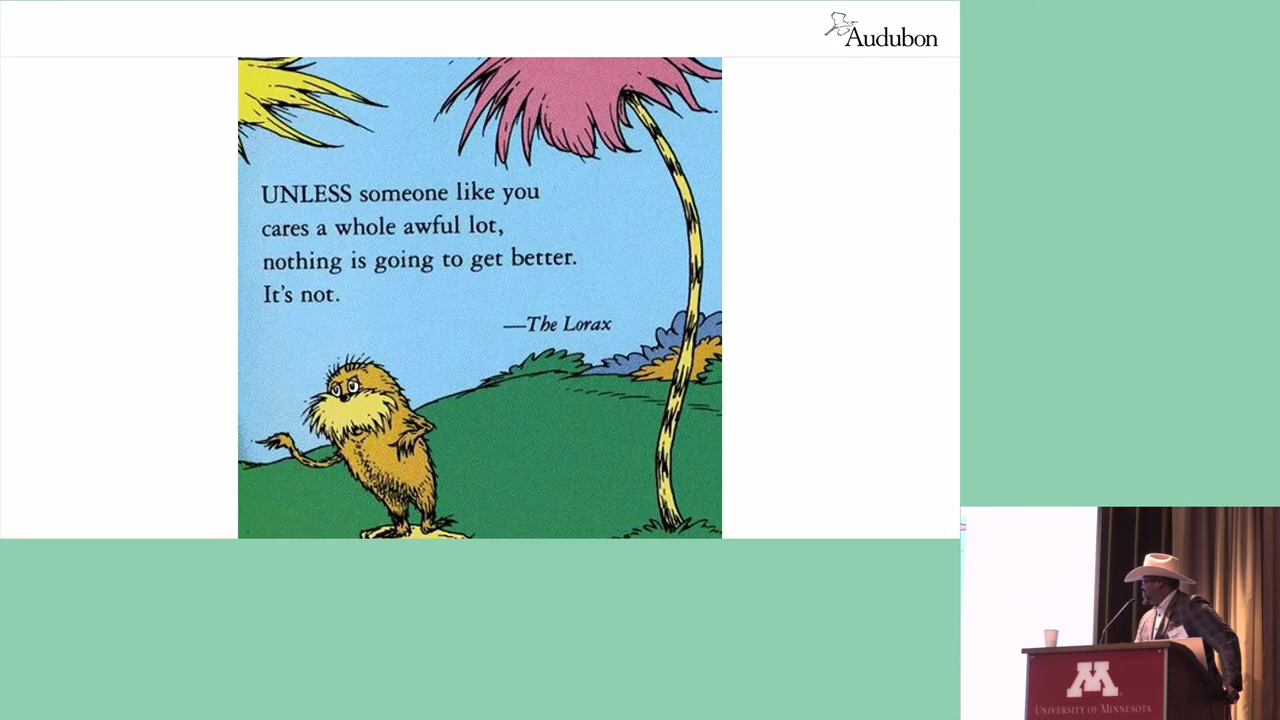 Audubon
UNLESS someone like you
cares a whole awful lot,
nothing is going to get better.
It's not.
—The Lorax
M
UNIVERSITY OF MINNESOTA